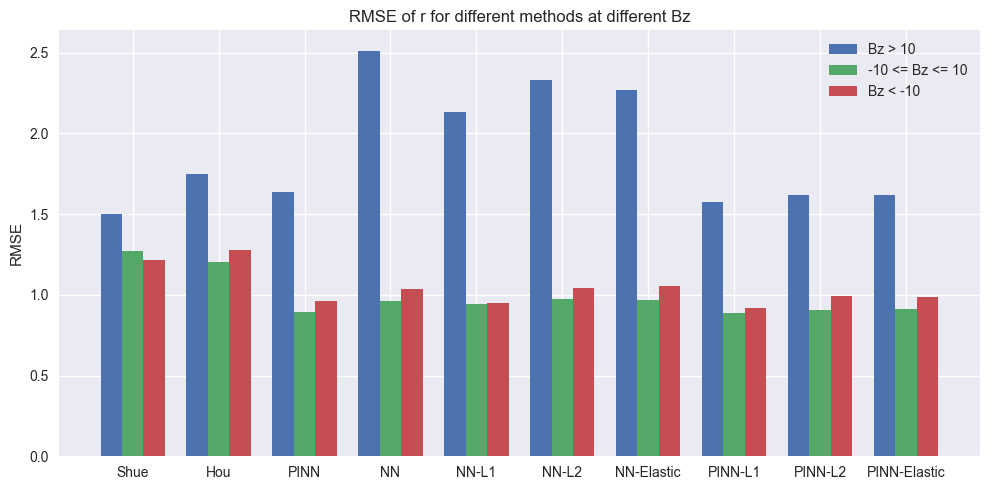 RMSE of r for different methods at different Bz
Bz > 10
-10 <= Bz <= 10
Bz < -10
RMSE
2.5
2.0
1.5
1.0
0.5
0.0
Shue Hou PINN NN NN-L1 NN-L2 NN-Elastic PINN-L1 PINN-L2 PINN-Elastic